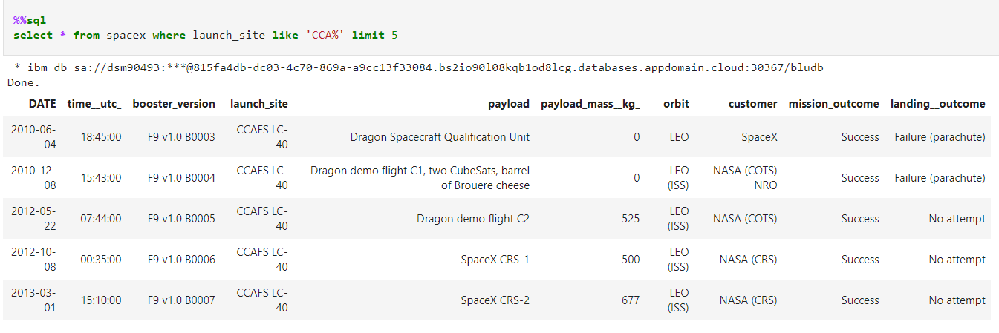 %%sql
select * from spacex where launch_site like 'CCA%' limit 5
* ibm_db_sa://dsm90493:***@815fa4db-dc03-4c70-869a-a9cc13f33084.bs2io90l08kqb1od8lcg.databases.appdomain.cloud:30367/bludb
Done.
DATE time__utc_ booster_version launch_site payload payload_mass__kg_ orbit customer mission_outcome landing__outcome
2010-06-04 18:45:00 F9 v1.0 B0003 CCAFS LC-40 Dragon Spacecraft Qualification Unit 0 LEO SpaceX Success Failure (parachute)
2010-12-08 15:43:00 F9 v1.0 B0004 CCAFS LC-40 Dragon demo flight C1, two CubeSats, barrel of Brouere cheese 0 LEO (ISS) NASA (COTS) NRO Success Failure (parachute)
2012-05-22 07:44:00 F9 v1.0 B0005 CCAFS LC-40 Dragon demo flight C2 525 LEO (ISS) NASA (COTS) Success No attempt
2012-10-08 00:35:00 F9 v1.0 B0006 CCAFS LC-40 SpaceX CRS-1 500 LEO (ISS) NASA (CRS) Success No attempt
2013-03-01 15:10:00 F9 v1.0 B0007 CCAFS LC-40 SpaceX CRS-2 677 LEO (ISS) NASA (CRS) Success No attempt